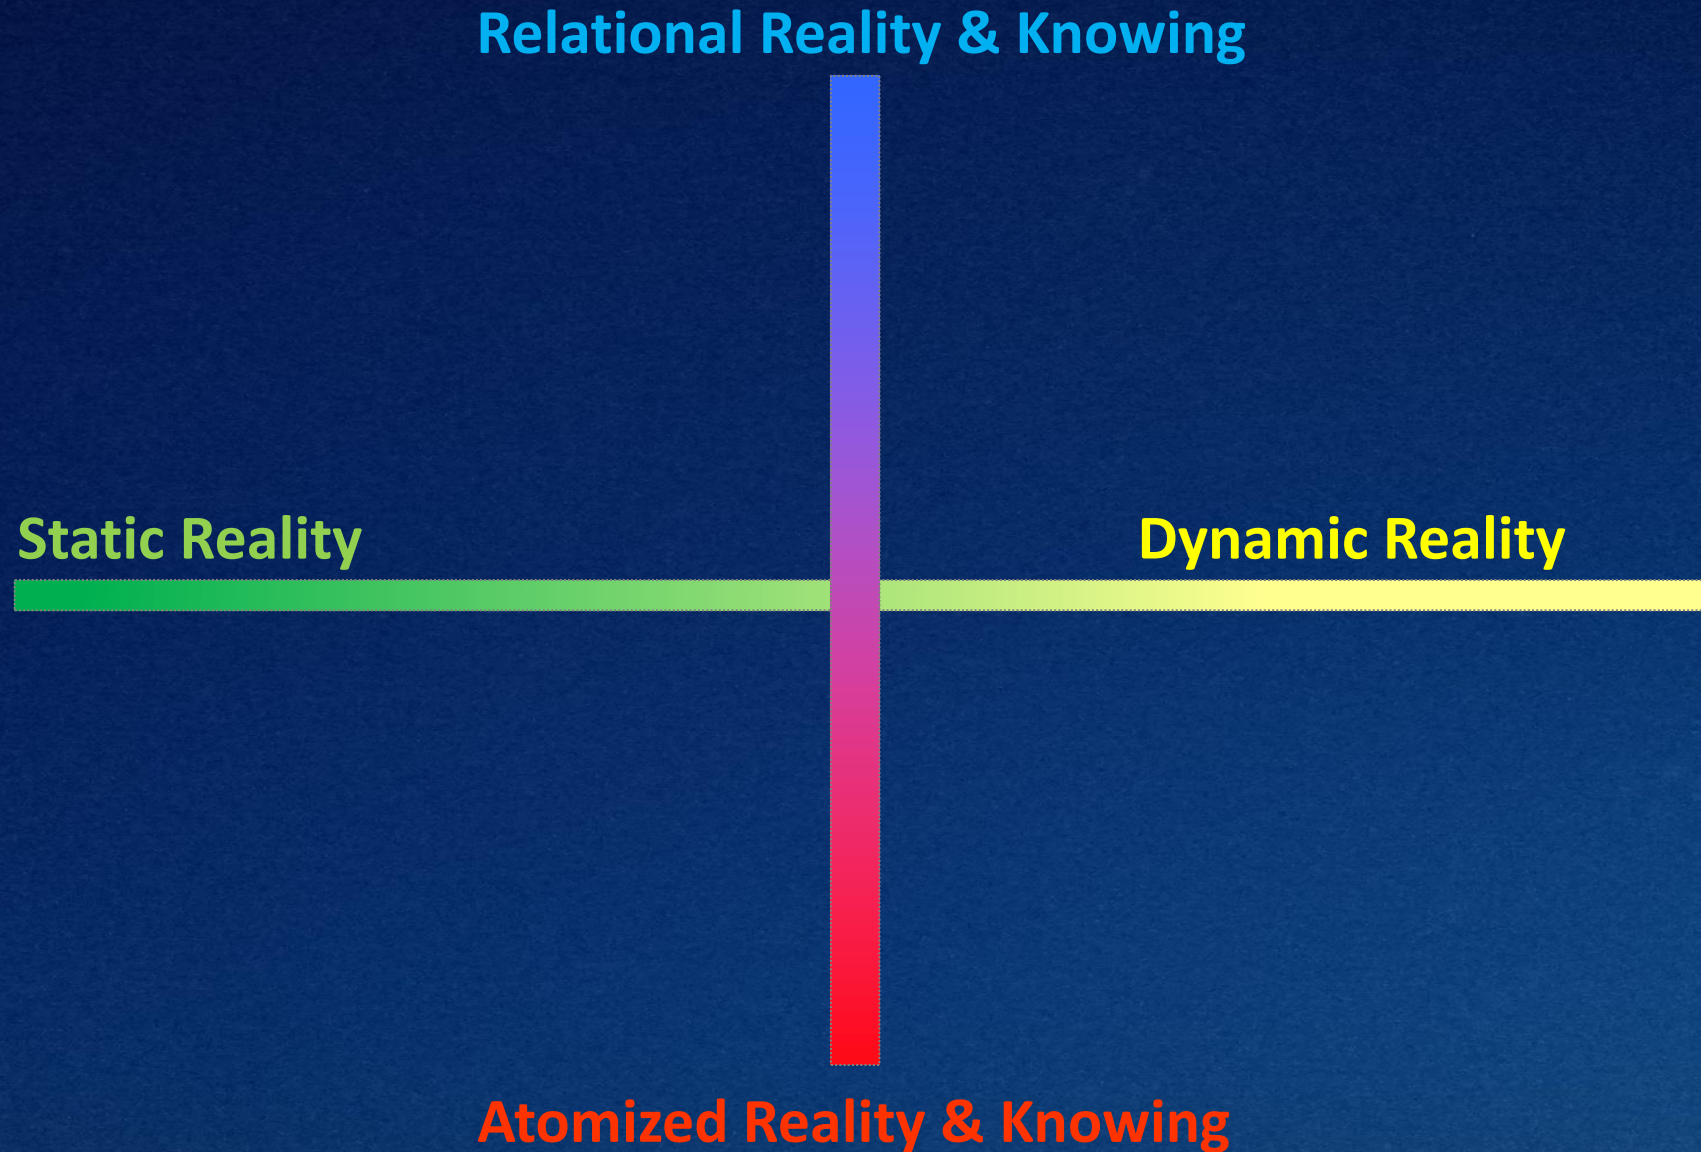 Relational Reality & Knowing
Static Reality
Dynamic Reality
Atomized Reality & Knowing